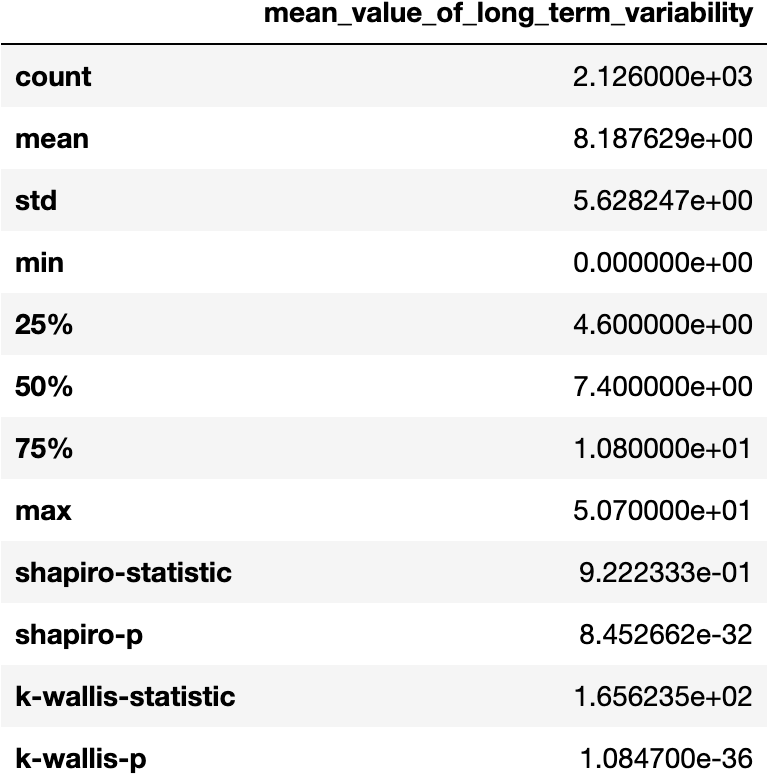 mean_value_of_long_term_variability
count 2.126000e+03
mean 8.187629e+00
std 5.628247e+00
min 0.000000e+00
25% 4.600000e+00
50% 7.400000e+00
75% 1.080000e+01
max 5.070000e+01
shapiro-statistic 9.222333e-01
shapiro-p 8.452662e-32
k-wallis-statistic 1.656235e+02
k-wallis-p 1.084700e-36